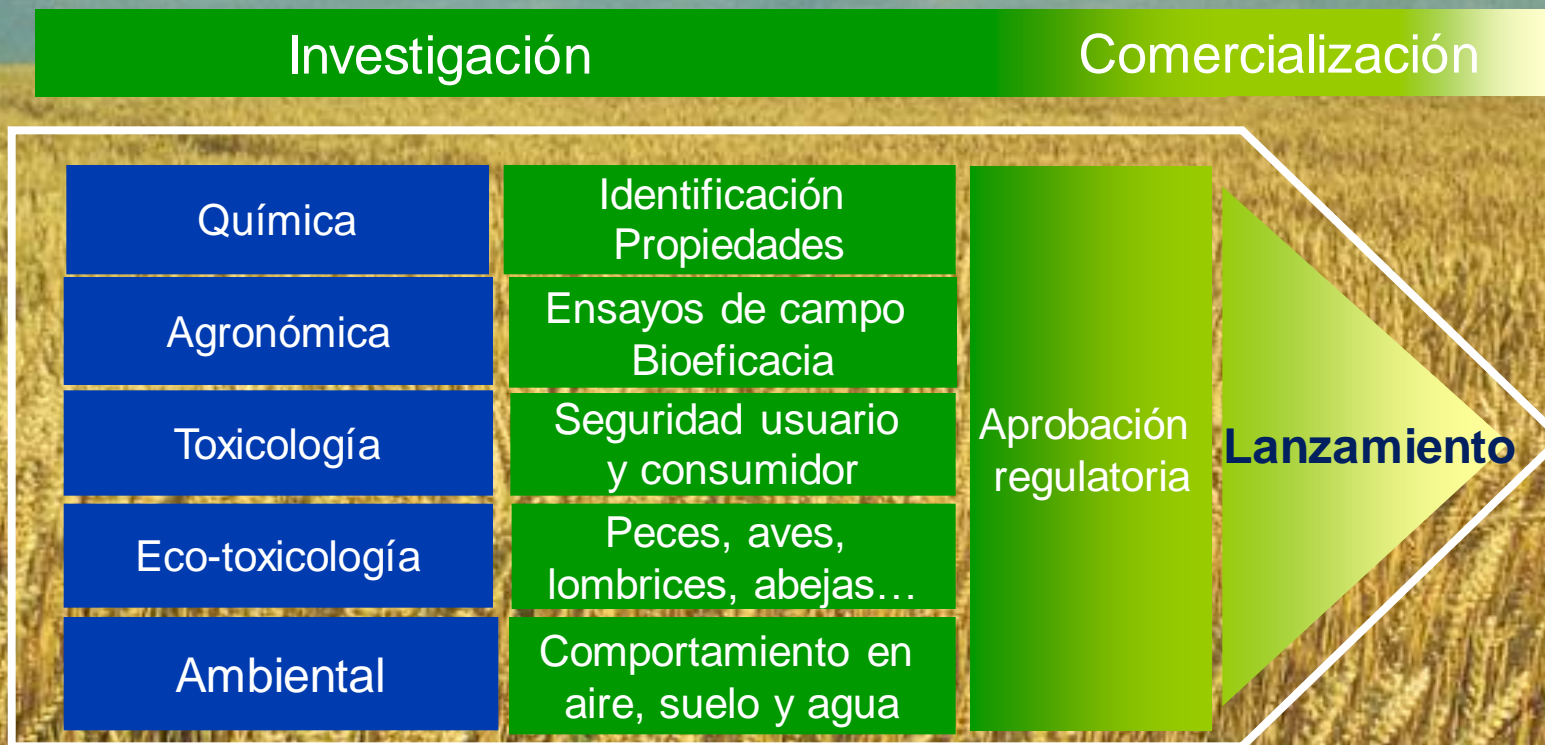 Investigación
Comercialización
Química
Identificación
Propiedades
Agronómica
Ensayos de campo
Bioeficacia
Toxicología
Seguridad usuario
y consumidor
Eco-toxicología
Peces, aves,
lombrices, abejas…
Ambiental
Comportamiento en
aire, suelo y agua
Aprobación
regulatoria
Lanzamiento